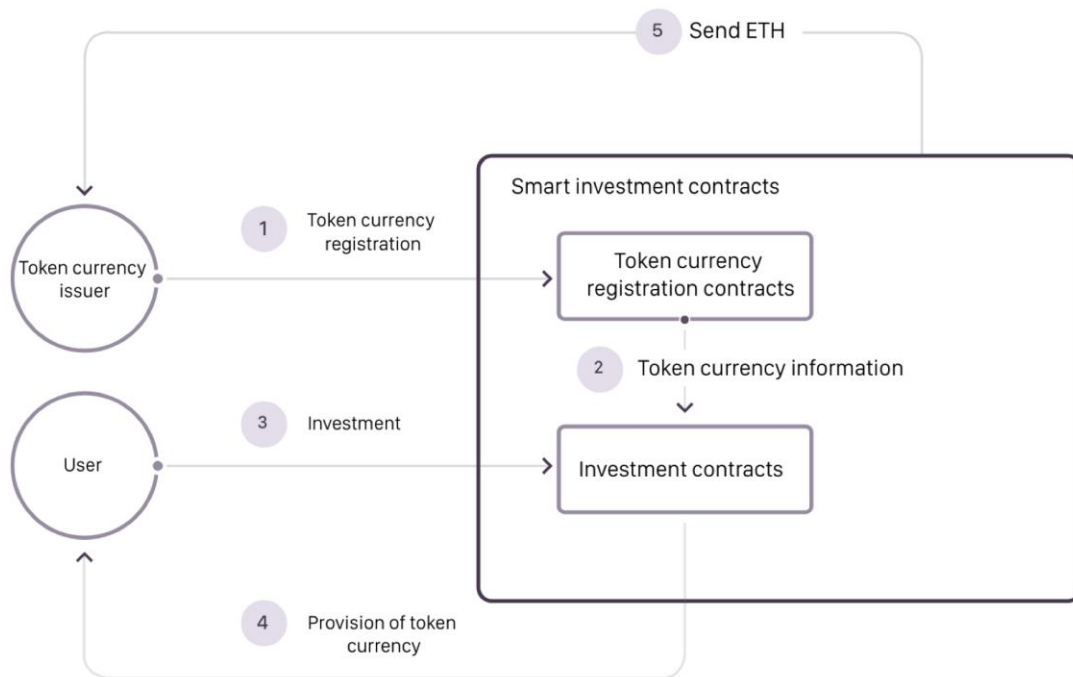 5 Send ETH
Smart investment contracts
1 Token currency
registration
Token currency
issuer
Token currency
registration contracts
2 Token currency information
3 Investment
User
Investment contracts
4 Provision of token
currency